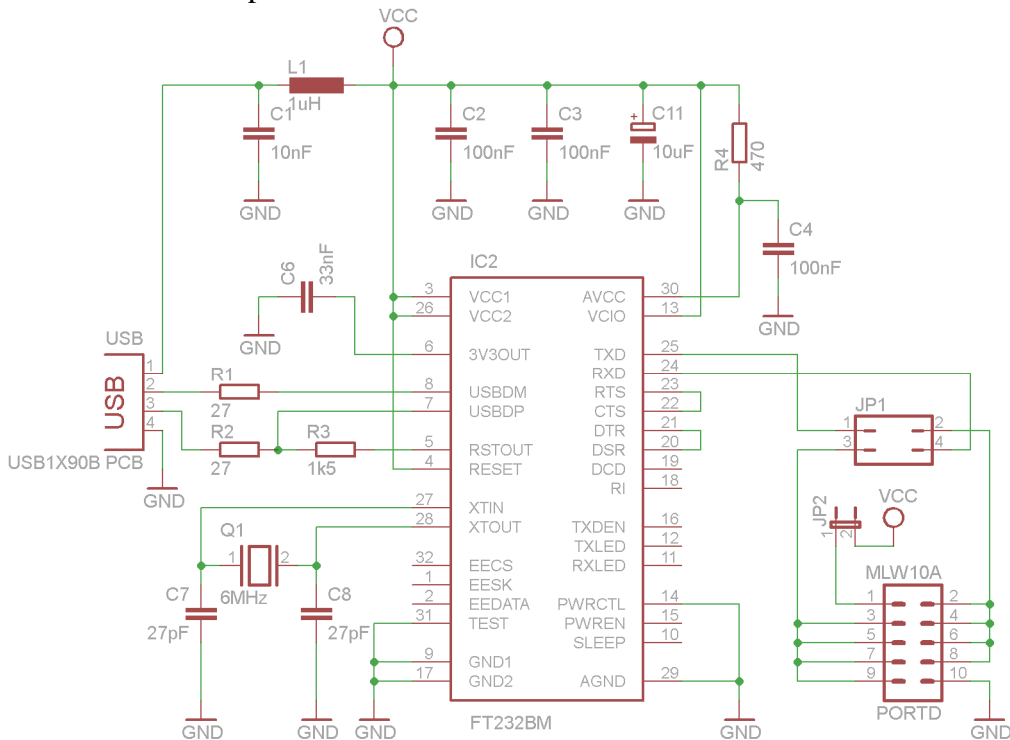 VCC
L1
1uH
C1
10nF
GND
C2
100nF
GND
C3
100nF
GND
+
C11
10uF
GND
R4
470
C4
100nF
GND
C6
33nF
GND
IC2
3 VCC1 AVCC 30
26 VCC2 VCIO 13
6 3V3OUT TXD 25
RXD 24
8 USBDM RTS 23
7 USBDP CTS 22
DTR 21
5 RSTOUT DSR 20
4 RESET DCD 19
RI 18
27 XTIN
28 XTOUT TXDEN 16
TXLED 12
32 EECS RXLED 11
1 EESK
2 EEDATA PWRCTL 14
31 TEST PWREN 15
SLEEP 10
9 GND1
17 GND2 AGND 29
FT232BM
USB
USB
1
2
3
4
USB1X90B PCB
GND
R1
27
R2
27
R3
1k5
Q1
1 2
6MHz
C7
27pF
GND
C8
27pF
GND
GND
GND
JP1
1 2
3 4
JP2
1
2
VCC
MLW10A
1 2
3 4
5 6
7 8
9 10
PORTD
GND